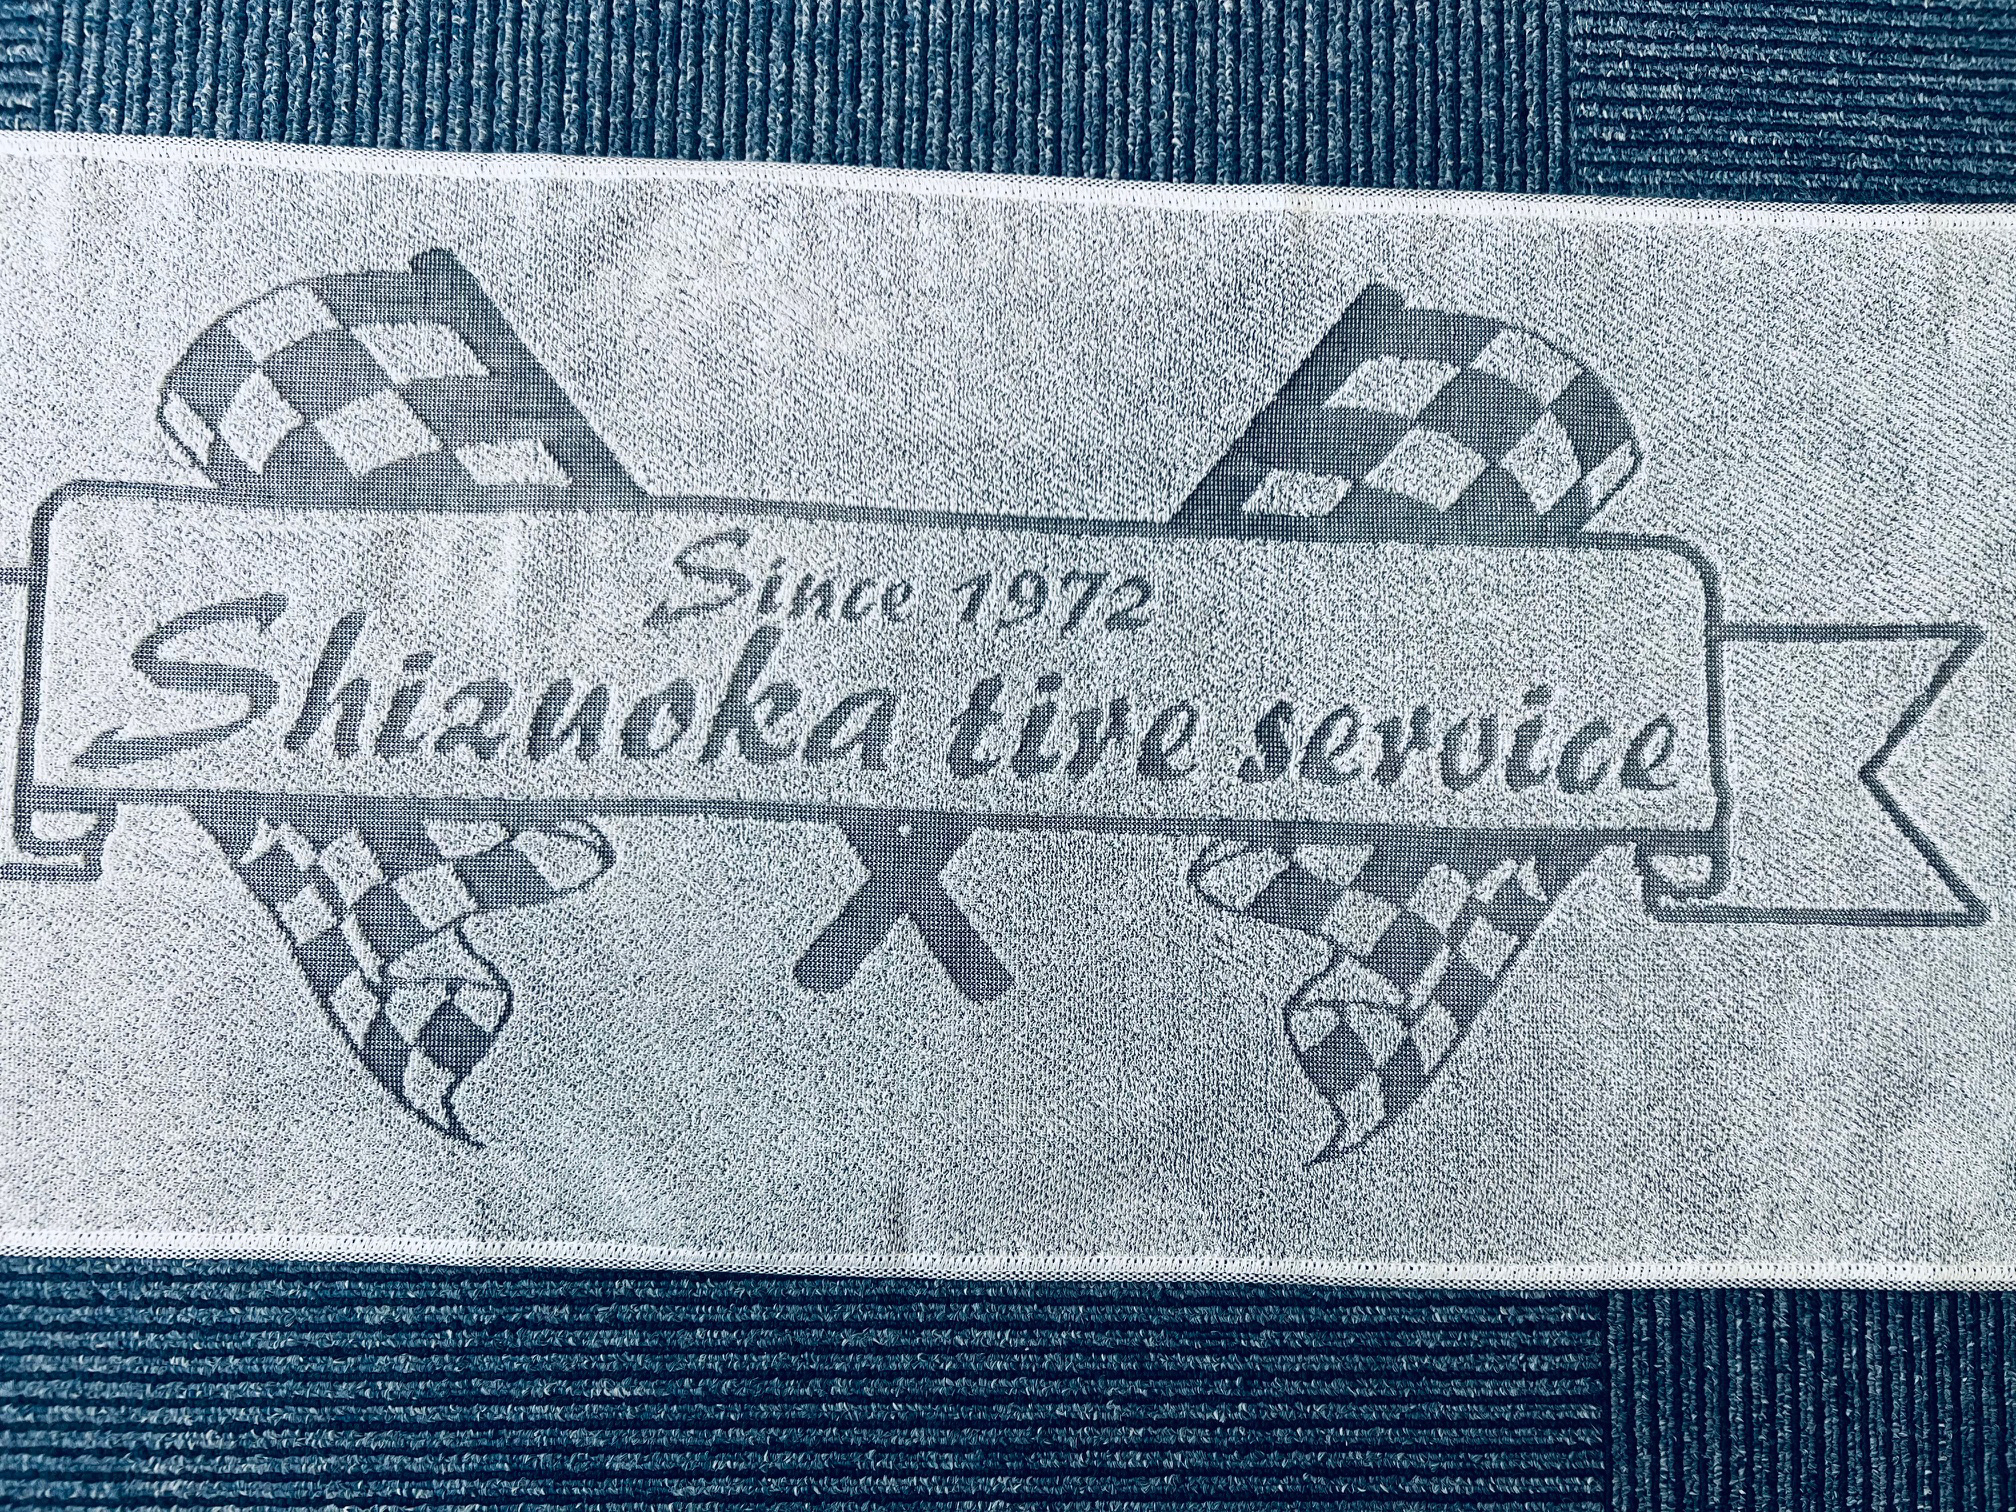 Since 1972
Shizuoka tire service